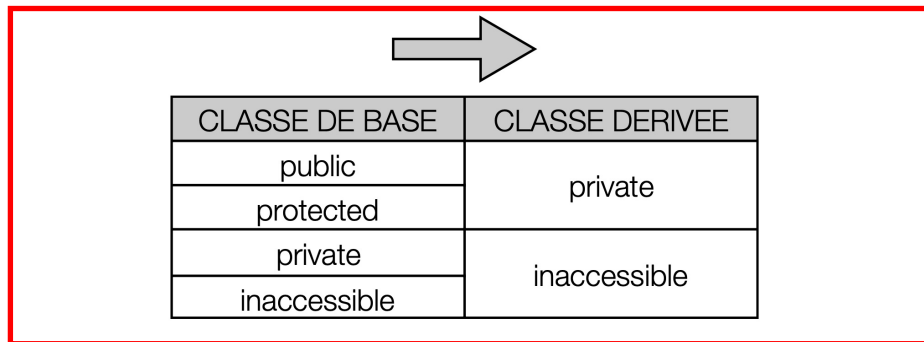 CLASSE DE BASE CLASSE DERIVEE
public
private
protected
private
inaccessible
inaccessible